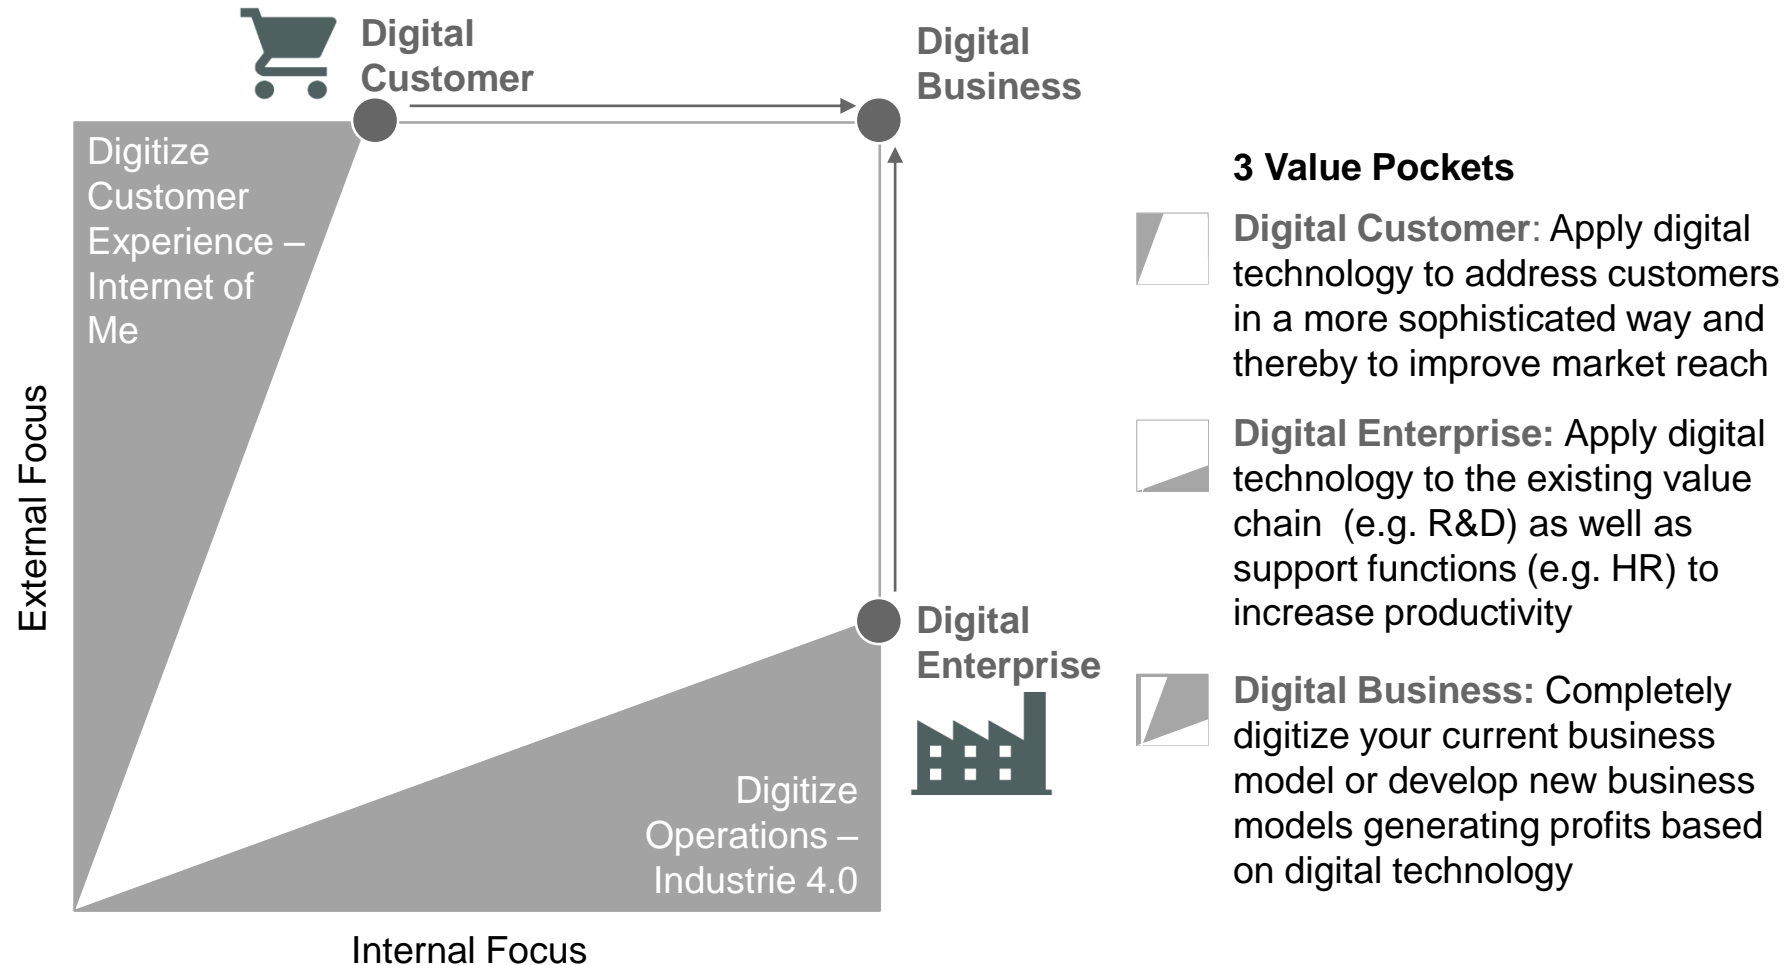 Digital
Customer
Digital
Business
Digitize
Customer
Experience –
Internet of
Me
External Focus
Digital
Enterprise
Digitize
Operations –
Industrie 4.0
Internal Focus
3 Value Pockets
Digital Customer: Apply digital
technology to address customers
in a more sophisticated way and
thereby to improve market reach
Digital Enterprise: Apply digital
technology to the existing value
chain  (e.g. R&D) as well as
support functions (e.g. HR) to
increase productivity
Digital Business: Completely
digitize your current business
model or develop new business
models generating profits based
on digital technology